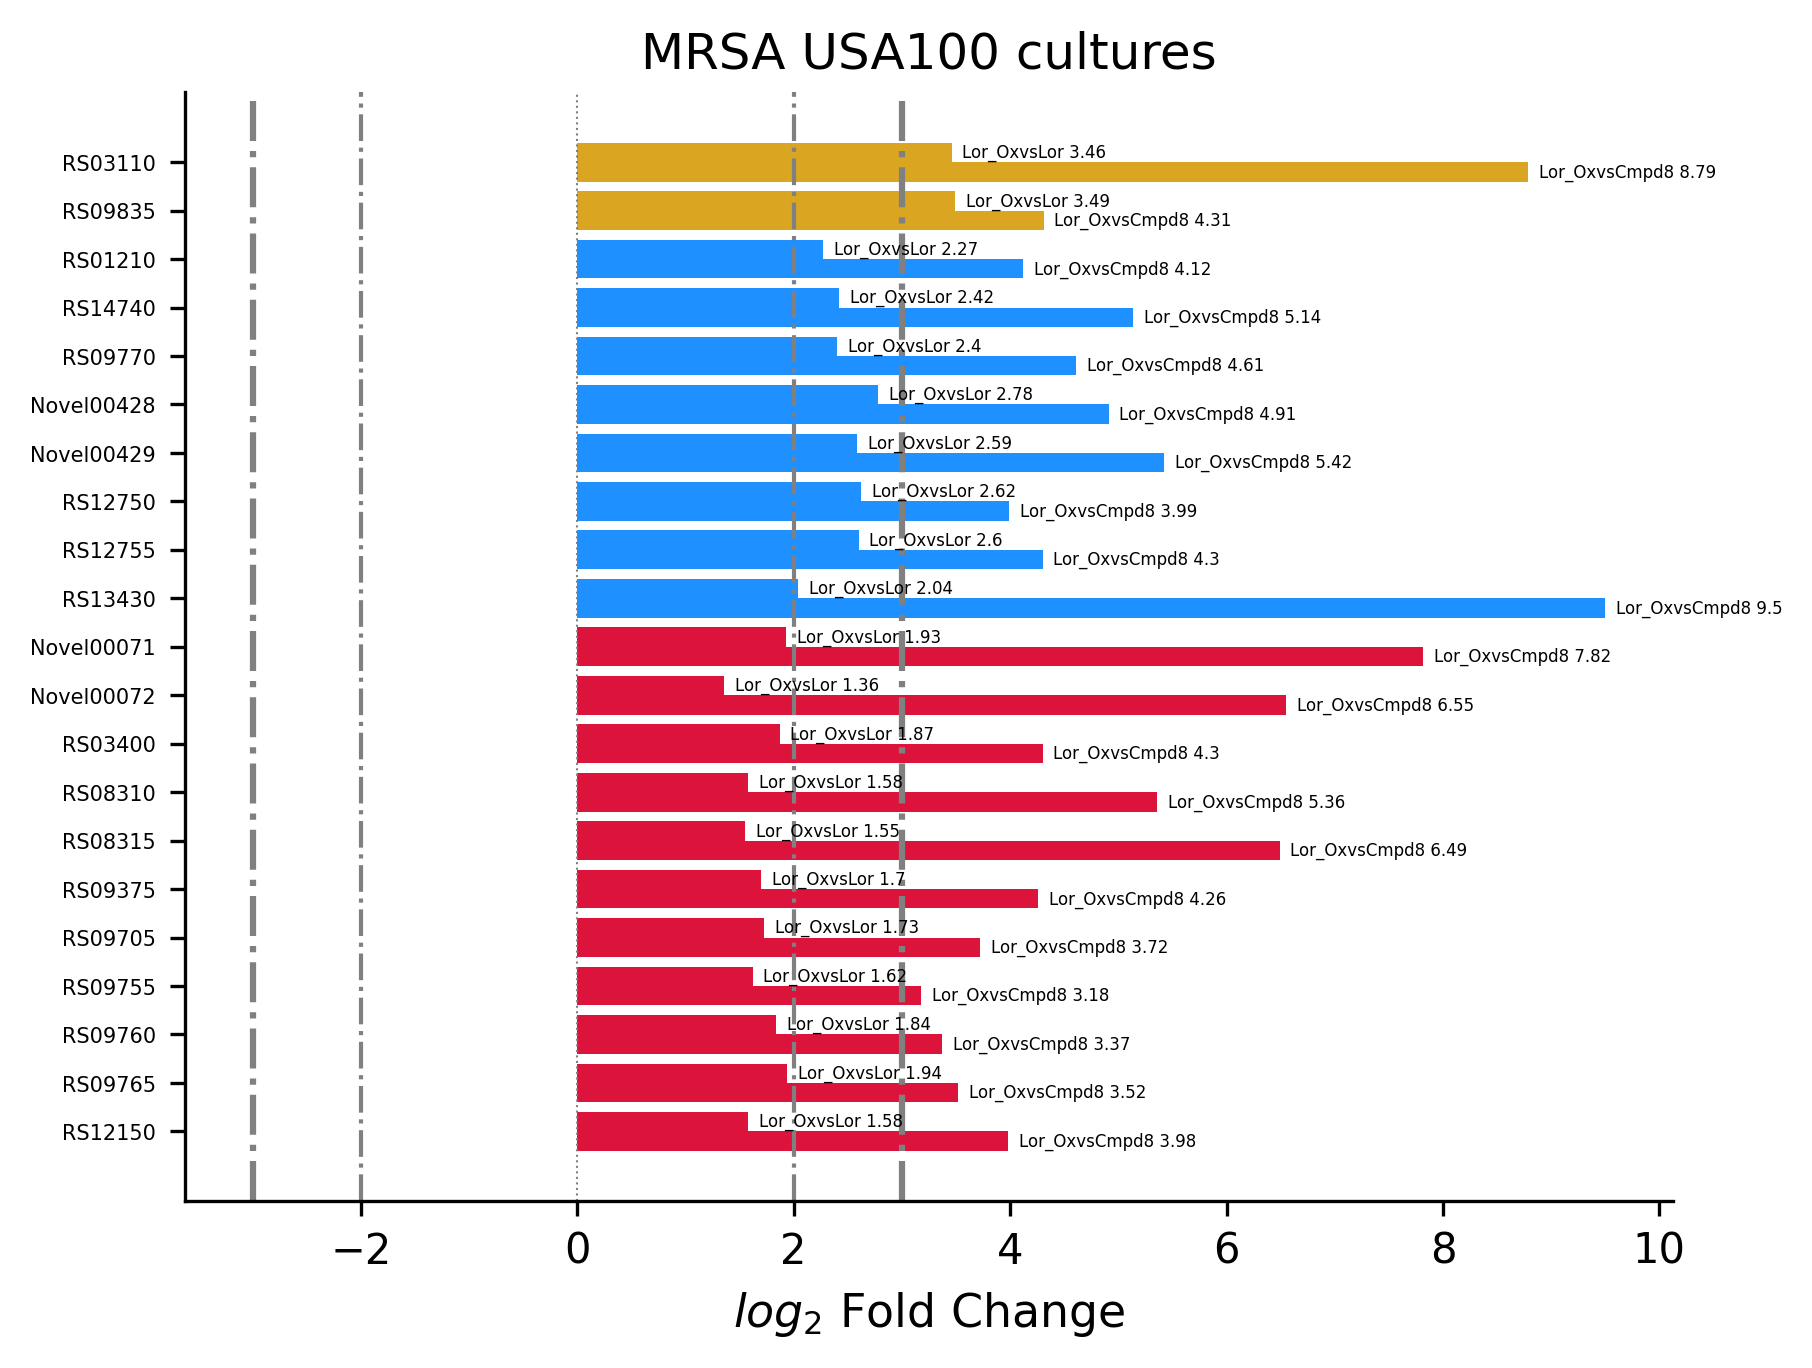 MRSA USA100 cultures
RS03110
Lor_OxvsLor 3.46
Lor_OxvsCmpd8 8.79
RS09835
Lor_OxvsLor 3.49
Lor_OxvsCmpd8 4.31
RS01210
Lor_OxvsLor 2.27
Lor_OxvsCmpd8 4.12
RS14740
Lor_OxvsLor 2.42
Lor_OxvsCmpd8 5.14
RS09770
Lor_OxvsLor 2.4
Lor_OxvsCmpd8 4.61
Novel00428
Lor_OxvsLor 2.78
Lor_OxvsCmpd8 4.91
Novel00429
Lor_OxvsLor 2.59
Lor_OxvsCmpd8 5.42
RS12750
Lor_OxvsLor 2.62
Lor_OxvsCmpd8 3.99
RS12755
Lor_OxvsLor 2.6
Lor_OxvsCmpd8 4.3
RS13430
Lor_OxvsLor 2.04
Lor_OxvsCmpd8 9.5
Novel00071
Lor_OxvsLor 1.93
Lor_OxvsCmpd8 7.82
Novel00072
Lor_OxvsLor 1.36
Lor_OxvsCmpd8 6.55
RS03400
Lor_OxvsLor 1.87
Lor_OxvsCmpd8 4.3
RS08310
Lor_OxvsLor 1.58
Lor_OxvsCmpd8 5.36
RS08315
Lor_OxvsLor 1.55
Lor_OxvsCmpd8 6.49
RS09375
Lor_OxvsLor 1.7
Lor_OxvsCmpd8 4.26
RS09705
Lor_OxvsLor 1.73
Lor_OxvsCmpd8 3.72
RS09755
Lor_OxvsLor 1.62
Lor_OxvsCmpd8 3.18
RS09760
Lor_OxvsLor 1.84
Lor_OxvsCmpd8 3.37
RS09765
Lor_OxvsLor 1.94
Lor_OxvsCmpd8 3.52
RS12150
Lor_OxvsLor 1.58
Lor_OxvsCmpd8 3.98
−2 0 2 4 6 8 10
log₂ Fold Change